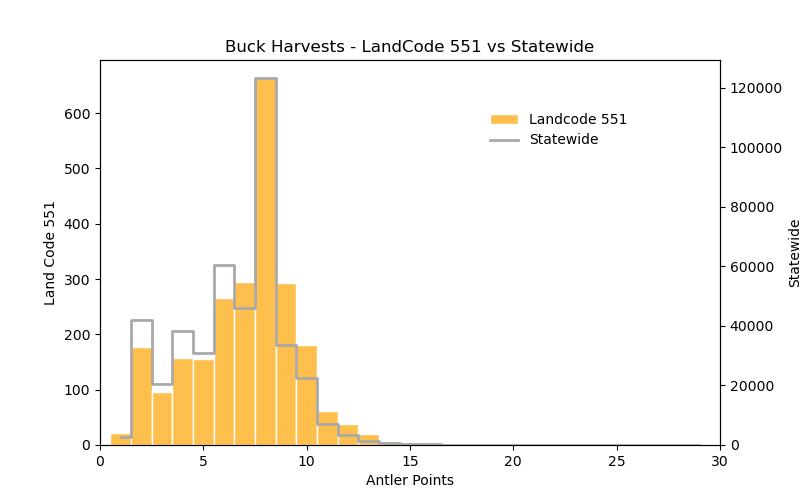 Buck Harvests - LandCode 551 vs Statewide
Landcode 551
Statewide
Land Code 551
600
500
400
300
200
100
0
120000
100000
80000
60000
40000
20000
0
Statewide
0 5 10 15 20 25 30
Antler Points